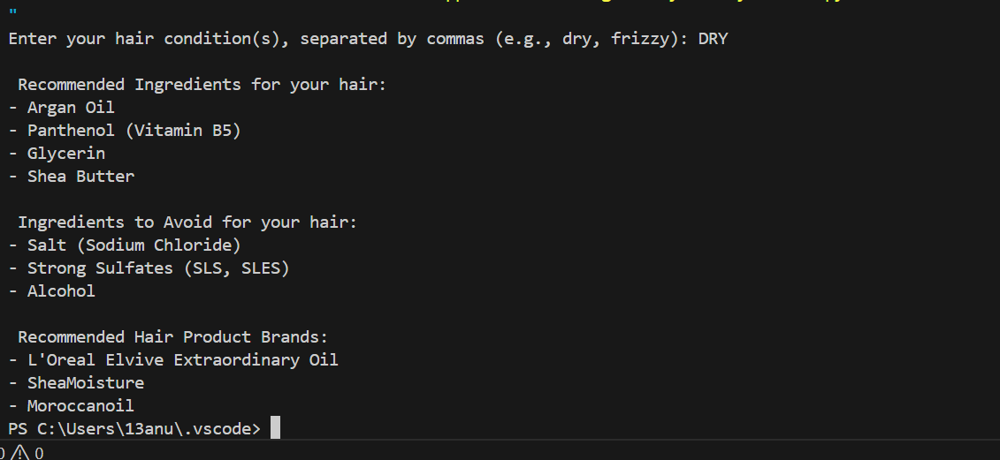 "
Enter your hair condition(s), separated by commas (e.g., dry, frizzy): DRY
Recommended Ingredients for your hair:
- Argan Oil
- Panthenol (Vitamin B5)
- Glycerin
- Shea Butter
Ingredients to Avoid for your hair:
- Salt (Sodium Chloride)
- Strong Sulfates (SLS, SLES)
- Alcohol
Recommended Hair Product Brands:
- L'Oreal Elvive Extraordinary Oil
- SheaMoisture
- Moroccanoil
PS C:\Users\13anu\.vscode>
0 ⚠ 0